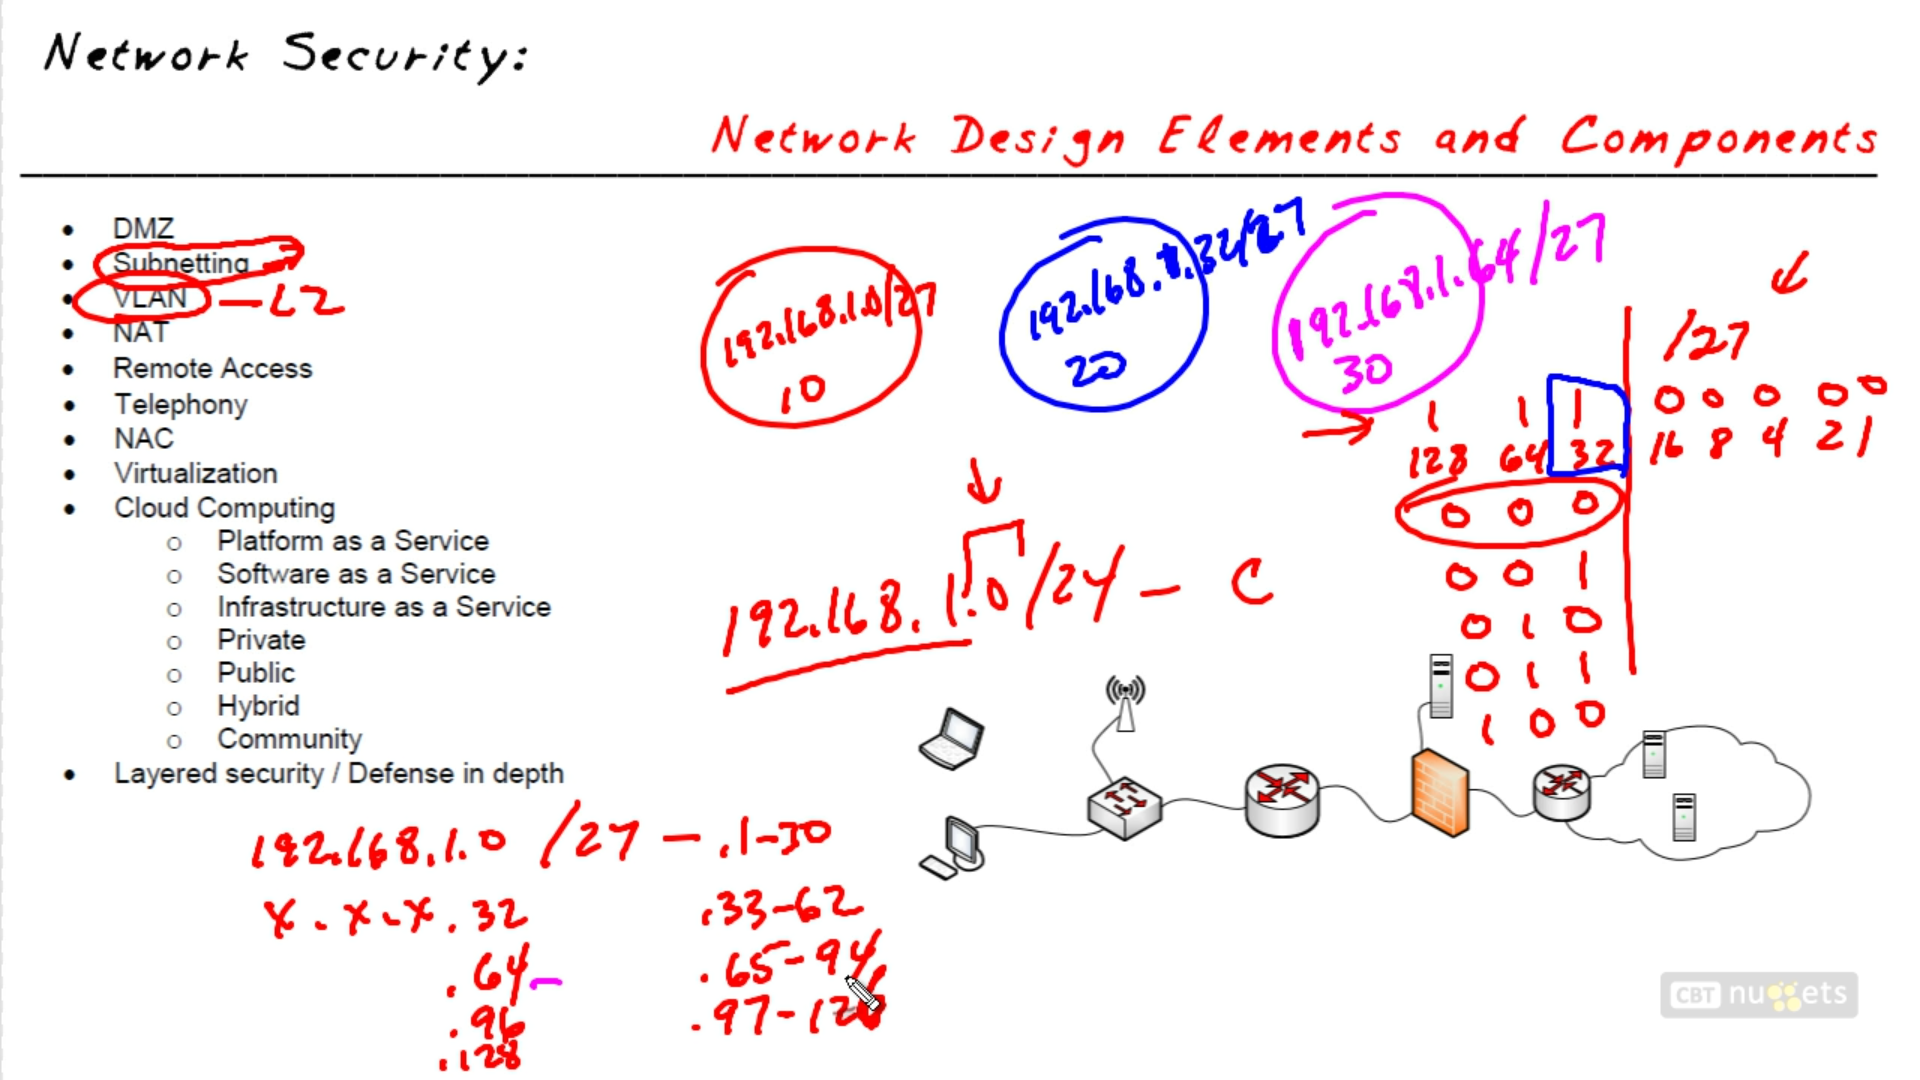 Network Security:
Network Design Elements and Components
• DMZ
• Subnetting
• VLAN - L2
• NAT
• Remote Access
• Telephony
• NAC
• Virtualization
• Cloud Computing
o Platform as a Service
o Software as a Service
o Infrastructure as a Service
o Private
o Public
o Hybrid
o Community
• Layered security / Defense in depth
192.168.1.0/27
10
192.168.1.32/27
20
192.168.1.64/27
30
/27
1 1 1 0 0 0 0 0
128 64 32 16 8 4 2 1
0 0 0
0 0 1
0 1 0
0 1 1
1 0 0
192.168.1.0/24 - C
192.168.1.0 /27 - .1-30
x.x.x.32 .33-62
.64 - .65-94
.96 .97-
.128
CBT nuggets